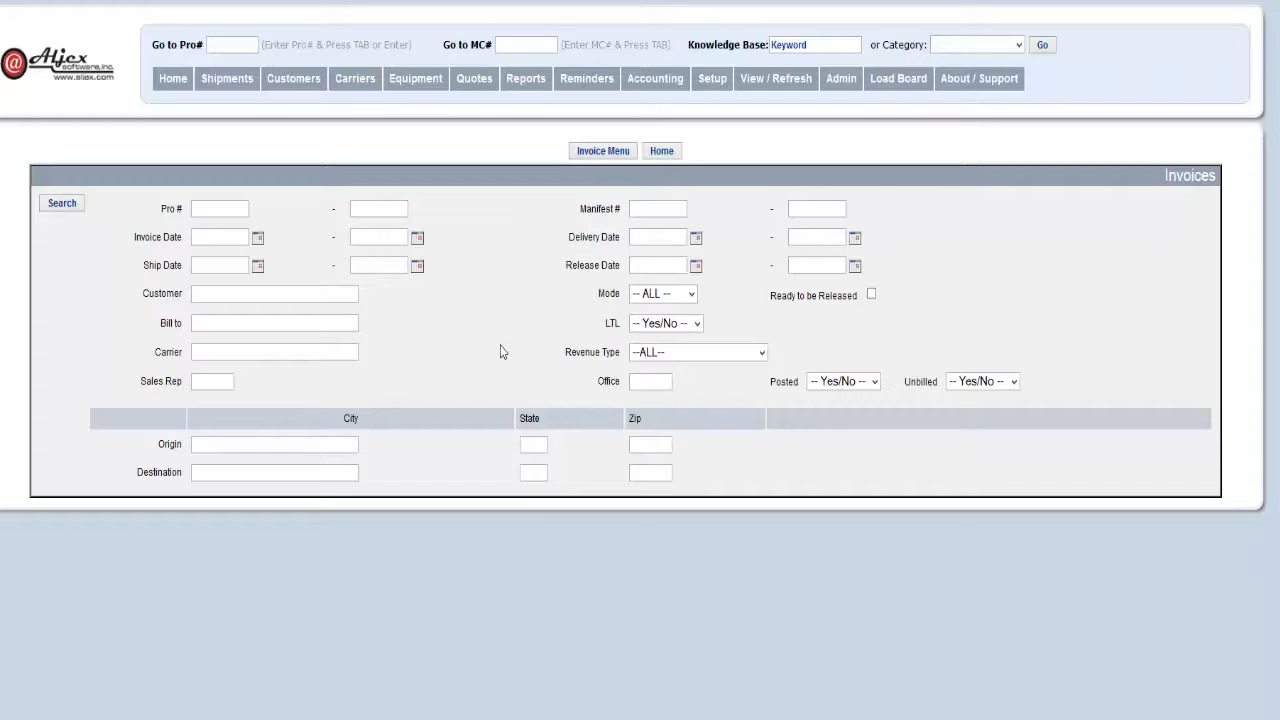 @ Aljex
software, inc.
www.aljex.com
Go to Pro# (Enter Pro# & Press TAB or Enter) Go to MC# (Enter MC# & Press TAB) Knowledge Base: Keyword or Category: Go
Home Shipments Customers Carriers Equipment Quotes Reports Reminders Accounting Setup View / Refresh Admin Load Board About / Support
Invoice Menu Home
Invoices
Search Pro # - Manifest # -
Invoice Date - Delivery Date -
Ship Date - Release Date -
Customer Mode -- ALL -- Ready to be Released
Bill to LTL -- Yes/No --
Carrier Revenue Type --ALL--
Sales Rep Office Posted -- Yes/No -- Unbilled -- Yes/No --
City State Zip
Origin
Destination